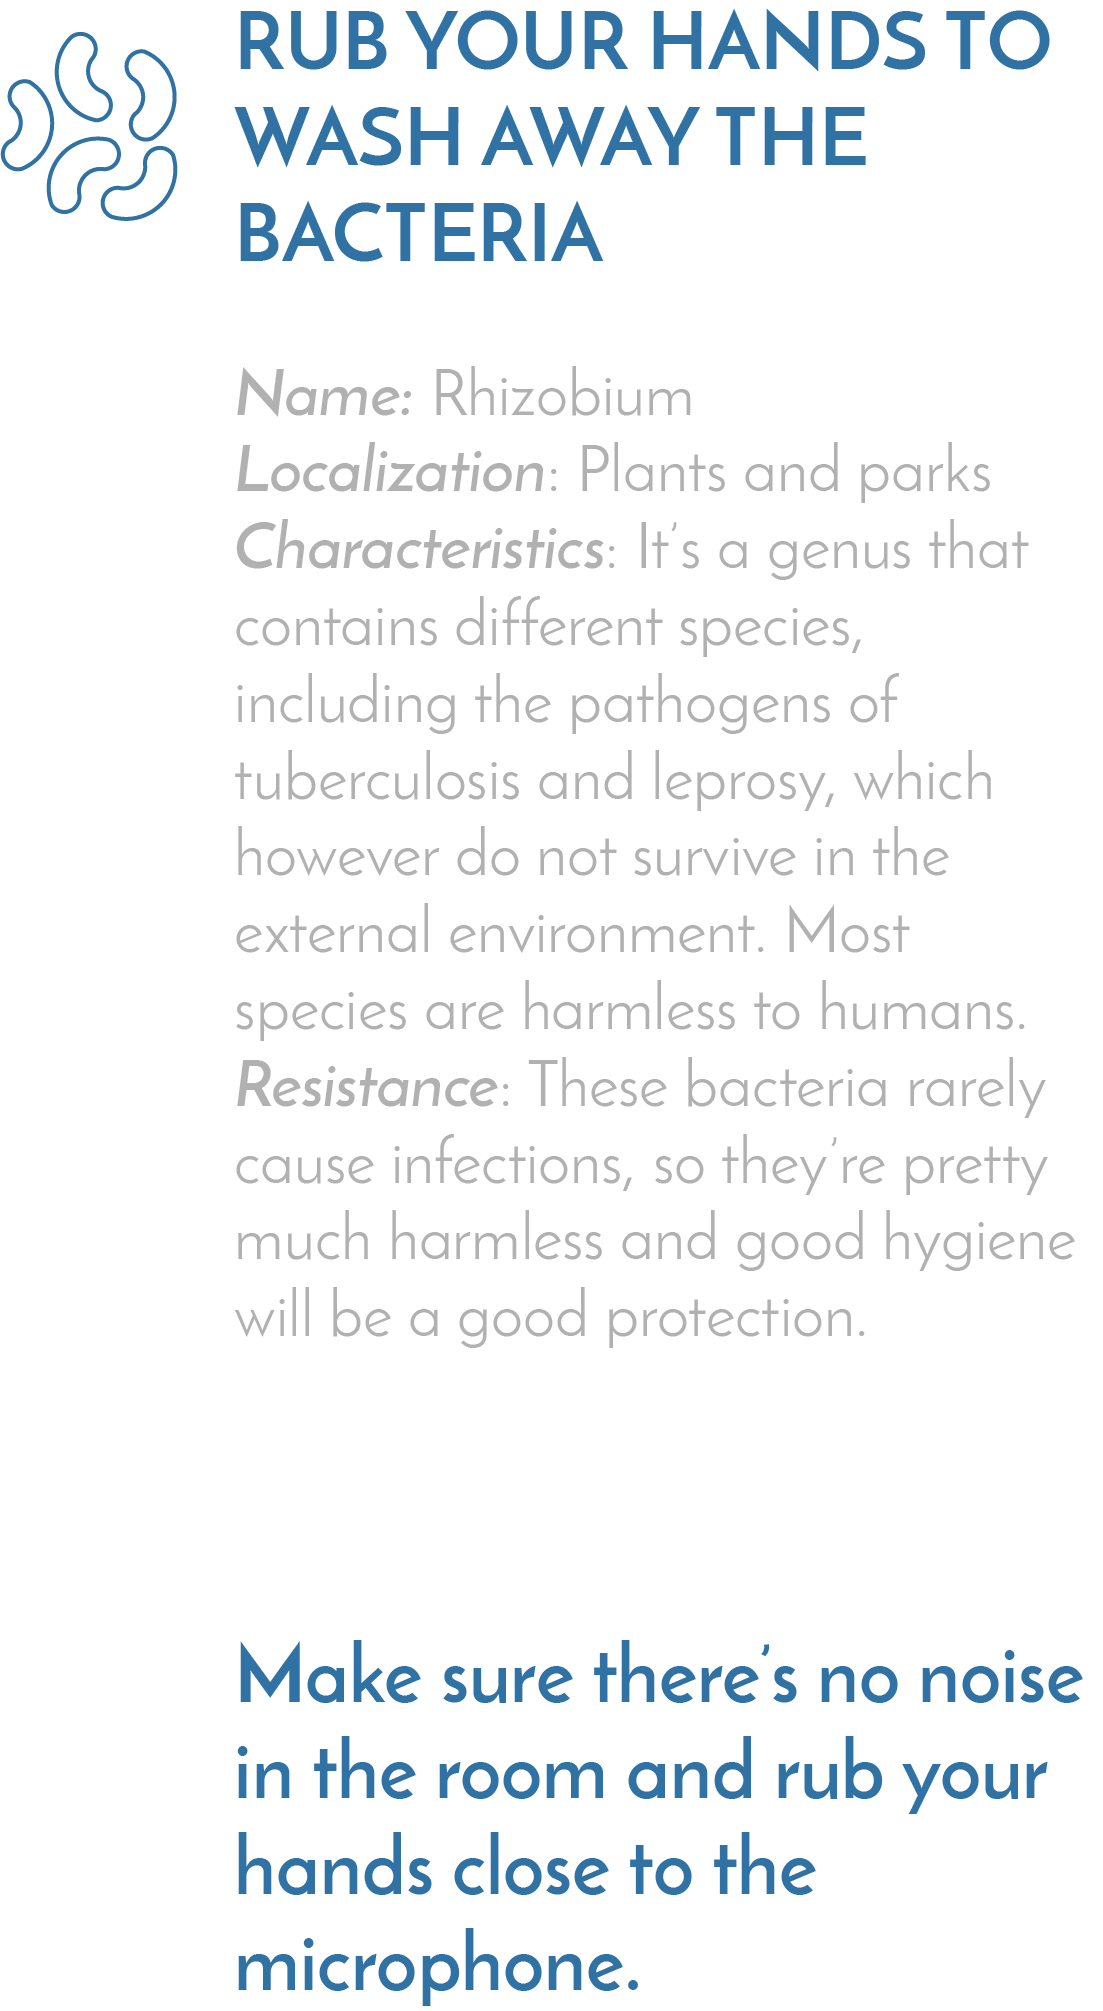 RUB YOUR HANDS TO
WASH AWAY THE
BACTERIA
Name: Rhizobium
Localization: Plants and parks
Characteristics: It’s a genus that
contains different species,
including the pathogens of
tuberculosis and leprosy, which
however do not survive in the
external environment. Most
species are harmless to humans.
Resistance: These bacteria rarely
cause infections, so they’re pretty
much harmless and good hygiene
will be a good protection.
Make sure there’s no noise
in the room and rub your
hands close to the
microphone.